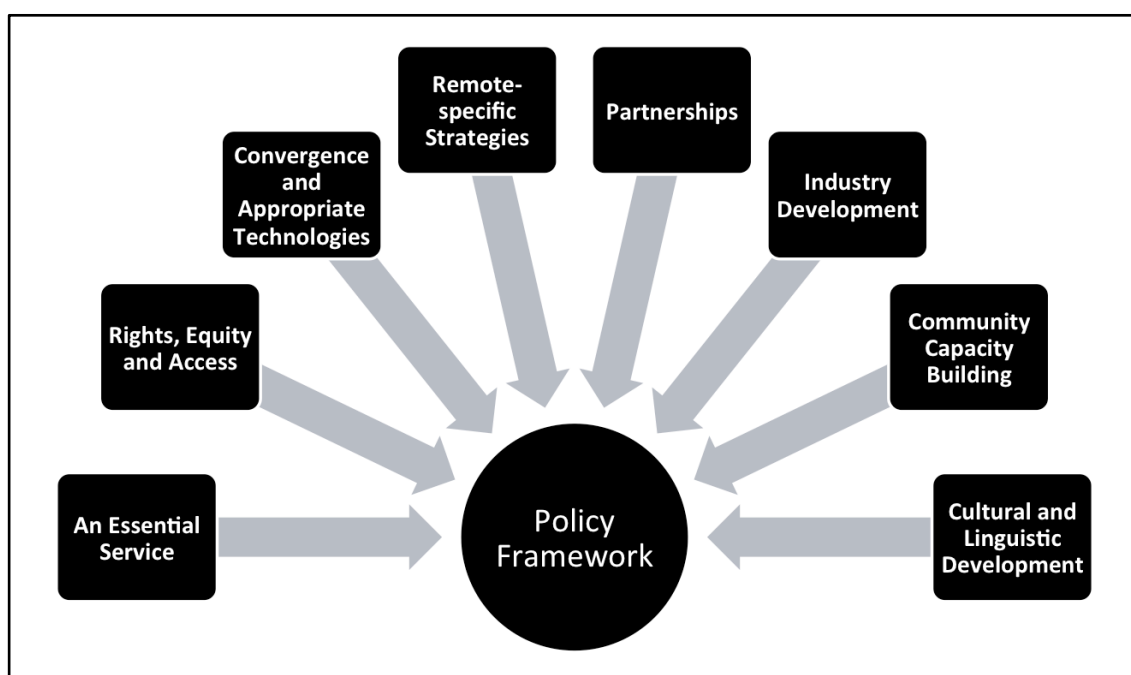 Remote-
specific
Strategies
Partnerships
Convergence
and
Appropriate
Technologies
Industry
Development
Rights, Equity
and Access
Community
Capacity
Building
An Essential
Service
Policy
Framework
Cultural and
Linguistic
Development